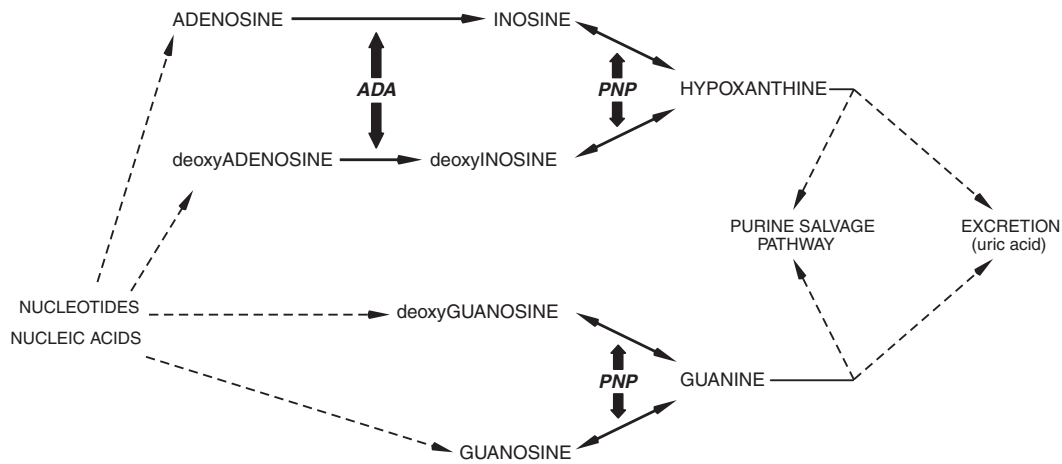 ADENOSINE
INOSINE
ADA
PNP
HYPOXANTHINE
deoxyADENOSINE
deoxyINOSINE
PURINE SALVAGE
PATHWAY
EXCRETION
(uric acid)
NUCLEOTIDES
NUCLEIC ACIDS
deoxyGUANOSINE
PNP
GUANINE
GUANOSINE